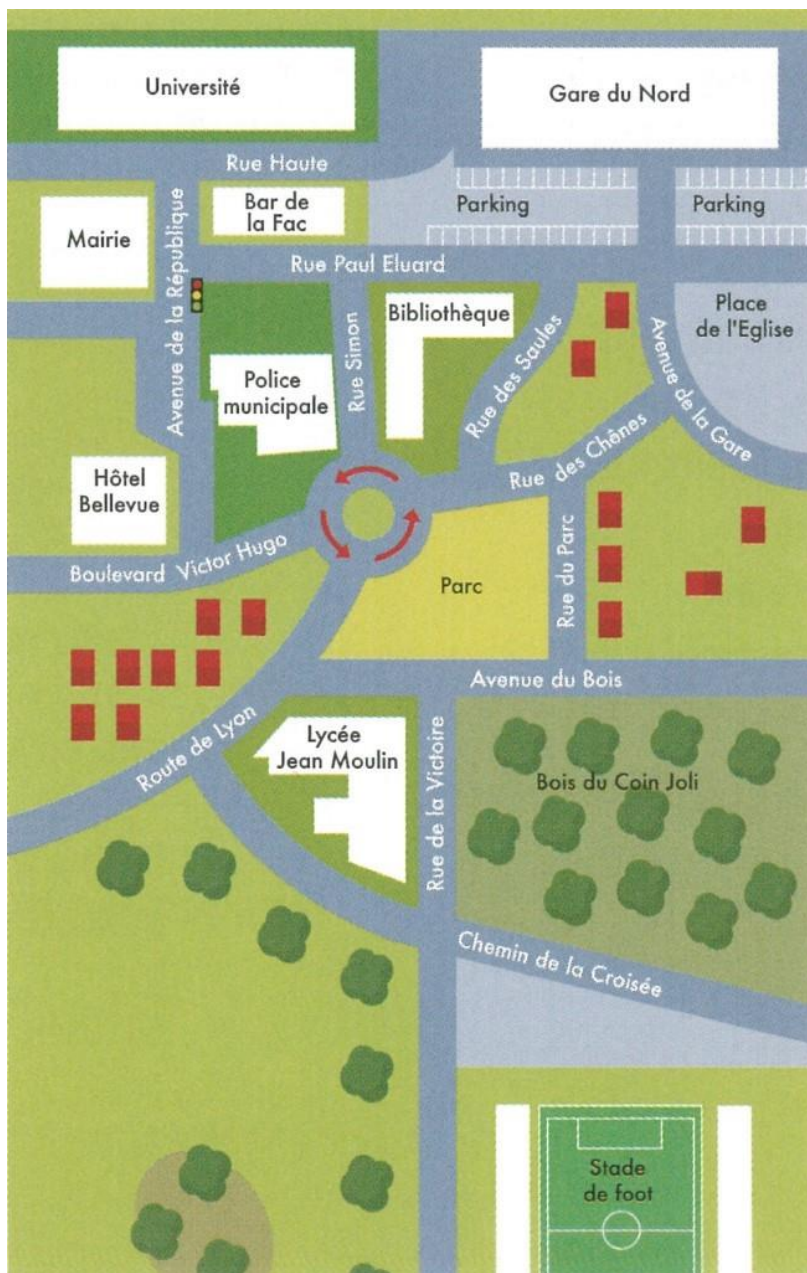 Université
Gare du Nord
Rue Haute
Bar de
la Fac
Parking
Parking
Mairie
Avenue de la République
Rue Paul Eluard
Place
de l'Eglise
Bibliothèque
Rue Simon
Rue des Saules
Avenue de la Gare
Police
municipale
Hôtel
Bellevue
Rue des Chênes
Boulevard Victor Hugo
Parc
Rue du Parc
Avenue du Bois
Route de Lyon
Lycée
Jean Moulin
Rue de la Victoire
Bois du Coin Joli
Chemin de la Croisée
Stade
de foot